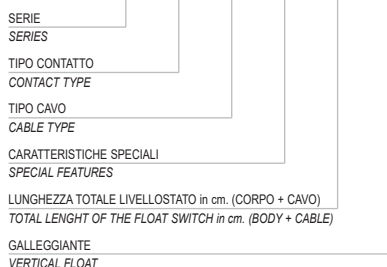 SERIE
SERIES
TIPO CONTATTO
CONTACT TYPE
TIPO CAVO
CABLE TYPE
CARATTERISTICHE SPECIALI
SPECIAL FEATURES
LUNGHEZZA TOTALE LIVELLOSTATO in cm. (CORPO + CAVO)
TOTAL LENGHT OF THE FLOAT SWITCH in cm. (BODY + CABLE)
GALLEGGIANTE
VERTICAL FLOAT